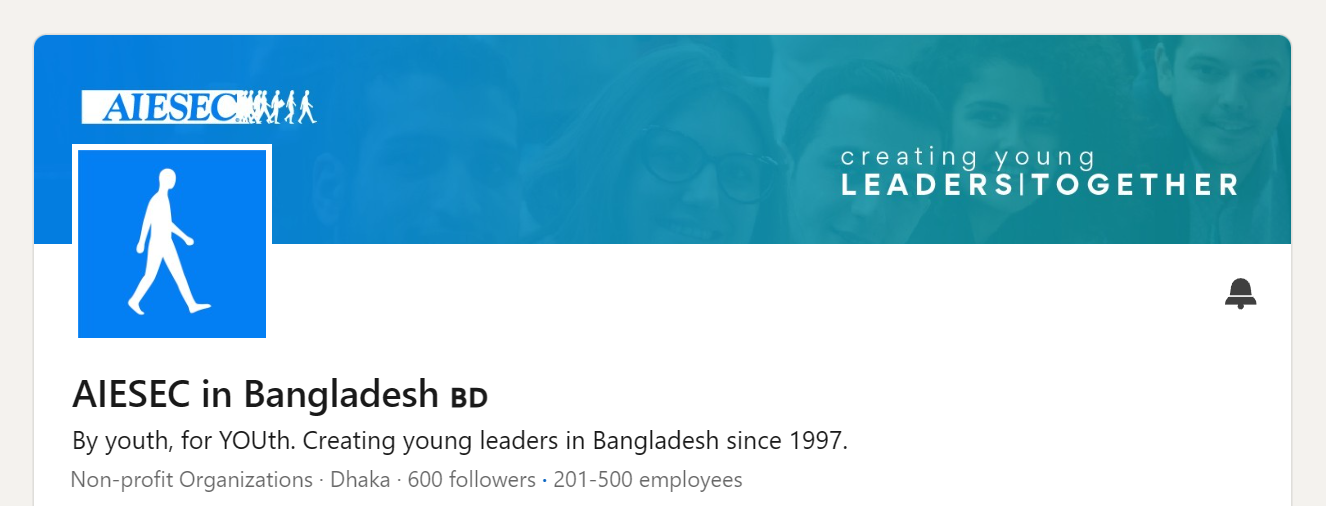 AIESEC
creating young
LEADERS|TOGETHER
AIESEC in Bangladesh BD
By youth, for YOUth. Creating young leaders in Bangladesh since 1997.
Non-profit Organizations · Dhaka · 600 followers · 201-500 employees